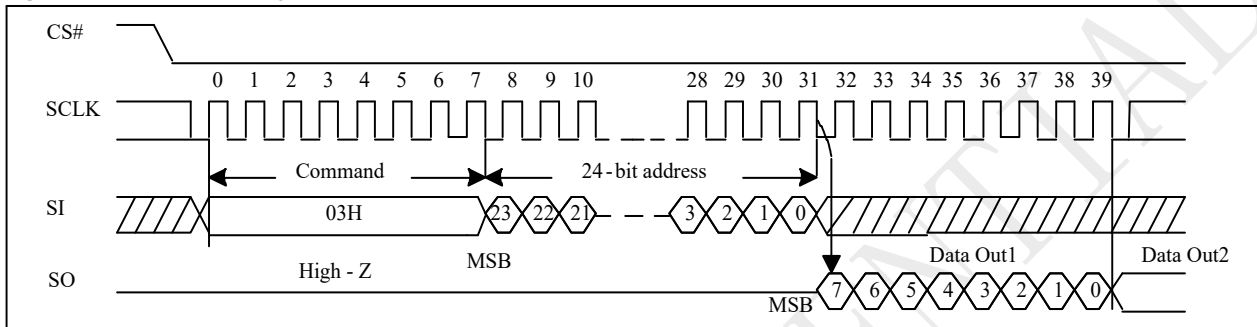 CS#
0 1 2 3 4 5 6 7 8 9 10 28 29 30 31 32 33 34 35 36 37 38 39
SCLK
Command 24-bit address
SI 03H 23 22 21 3 2 1 0
High - Z MSB Data Out1 Data Out2
SO MSB 7 6 5 4 3 2 1 0